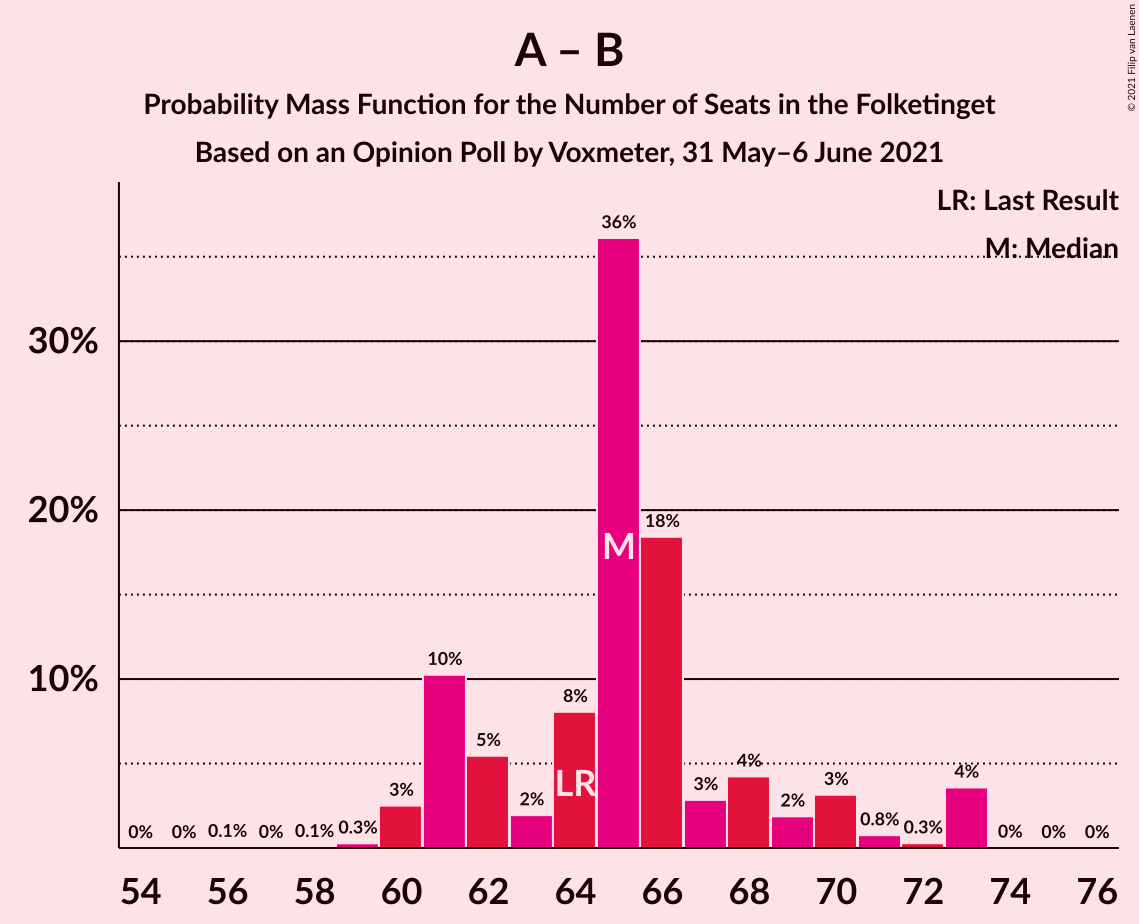 A – B
Probability Mass Function for the Number of Seats in the Folketinget
Based on an Opinion Poll by Voxmeter, 31 May–6 June 2021
© 2021 Filip van Laenen
LR: Last Result
M: Median
30%
20%
10%
0% 0% 0.1% 0% 0.1% 0.3% 3% 10% 5% 2% 8% 36% 18% 3% 4% 2% 3% 0.8% 0.3% 4% 0% 0% 0%
LR M
54 56 58 60 62 64 66 68 70 72 74 76